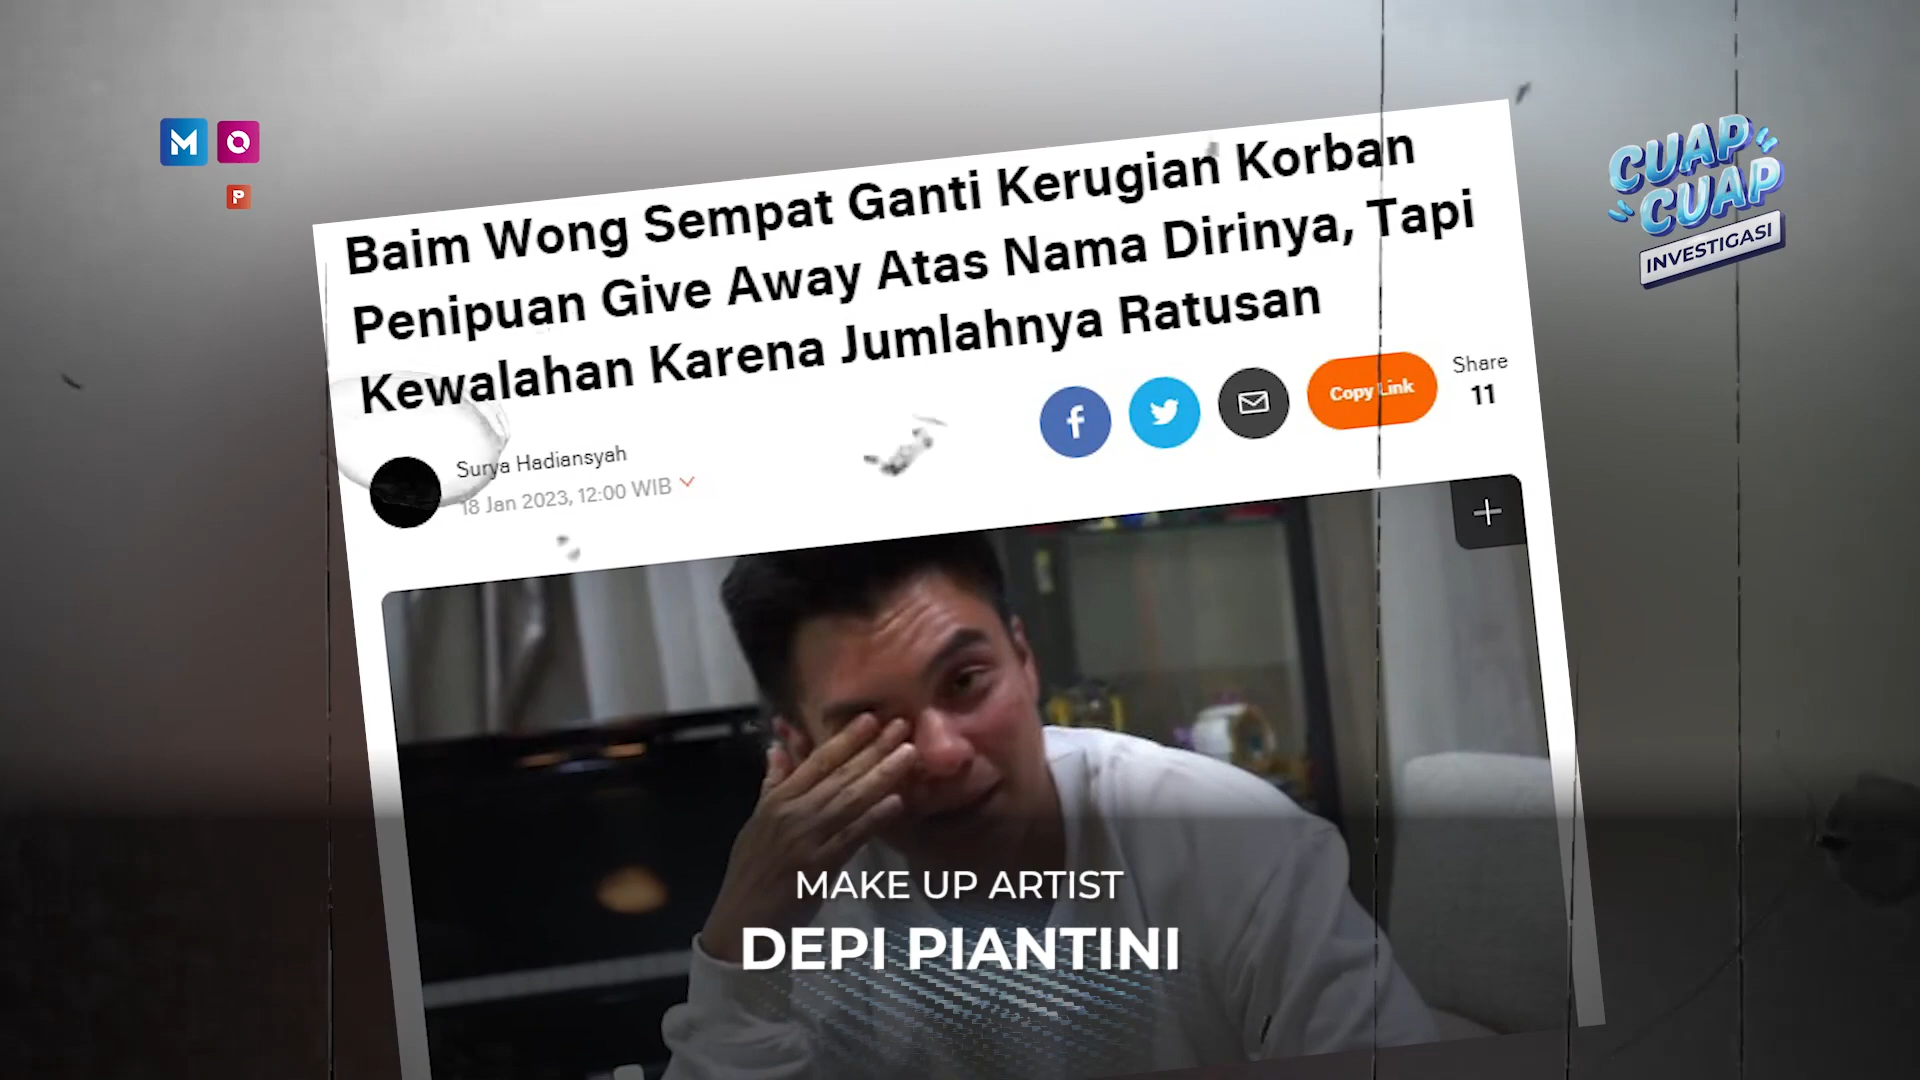 M O
P
CUAP
CUAP
INVESTIGASI
Baim Wong Sempat Ganti Kerugian Korban
Penipuan Give Away Atas Nama Dirinya, Tapi
Kewalahan Karena Jumlahnya Ratusan
Surya Hadiansyah
18 Jan 2023, 12:00 WIB
f
Copy Link
Share
11
MAKE UP ARTIST
DEPI PIANTINI